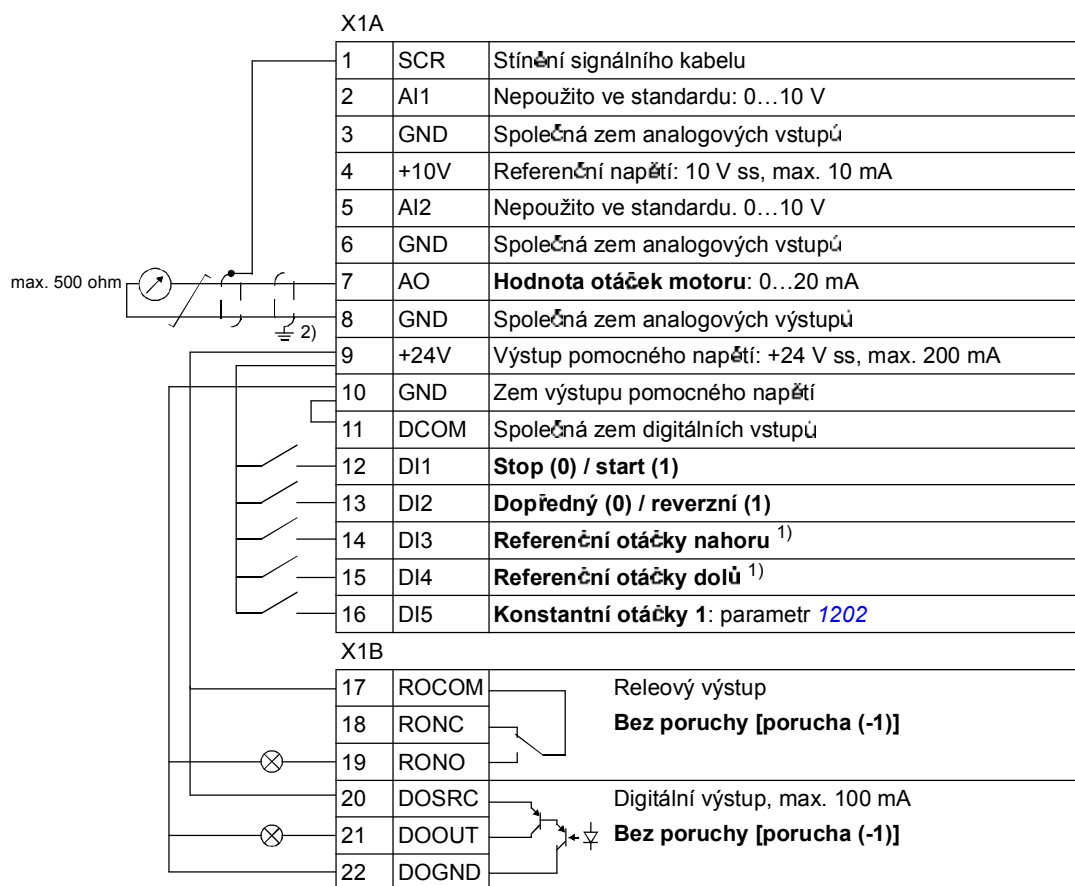 X1A
1 SCR Stínění signálního kabelu
2 AI1 Nepoužito ve standardu: 0…10 V
3 GND Společná zem analogových vstupů
4 +10V Referenční napětí: 10 V ss, max. 10 mA
5 AI2 Nepoužito ve standardu. 0…10 V
6 GND Společná zem analogových vstupů
max. 500 ohm 7 AO Hodnota otáček motoru: 0…20 mA
8 GND Společná zem analogových výstupů
2)
9 +24V Výstup pomocného napětí: +24 V ss, max. 200 mA
10 GND Zem výstupu pomocného napětí
11 DCOM Společná zem digitálních vstupů
12 DI1 Stop (0) / start (1)
13 DI2 Dopředný (0) / reverzní (1)
14 DI3 Referenční otáčky nahoru 1)
15 DI4 Referenční otáčky dolů 1)
16 DI5 Konstantní otáčky 1: parametr 1202
X1B
17 ROCOM Releový výstup
18 RONC Bez poruchy [porucha (-1)]
19 RONO
20 DOSRC Digitální výstup, max. 100 mA
21 DOOUT Bez poruchy [porucha (-1)]
22 DOGND